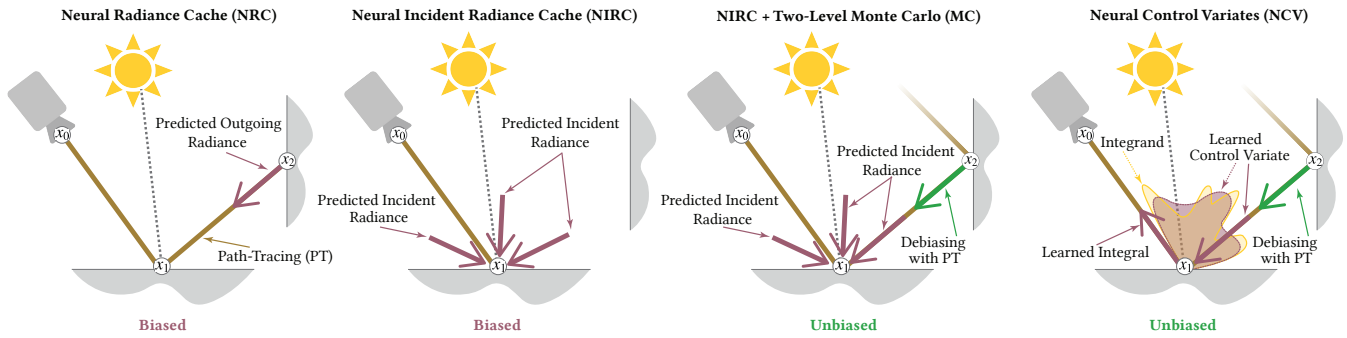 Neural Radiance Cache (NRC)
x0
Predicted Outgoing
Radiance
x2
Path-Tracing (PT)
x1
Biased
Neural Incident Radiance Cache (NIRC)
x0
Predicted Incident
Radiance
Predicted Incident
Radiance
x1
Biased
NIRC + Two-Level Monte Carlo (MC)
x0
Predicted Incident
Radiance
x2
Predicted Incident
Radiance
Debiasing
with PT
x1
Unbiased
Neural Control Variates (NCV)
x0
Integrand
Learned
Control Variate
x2
Learned Integral
Debiasing
with PT
x1
Unbiased